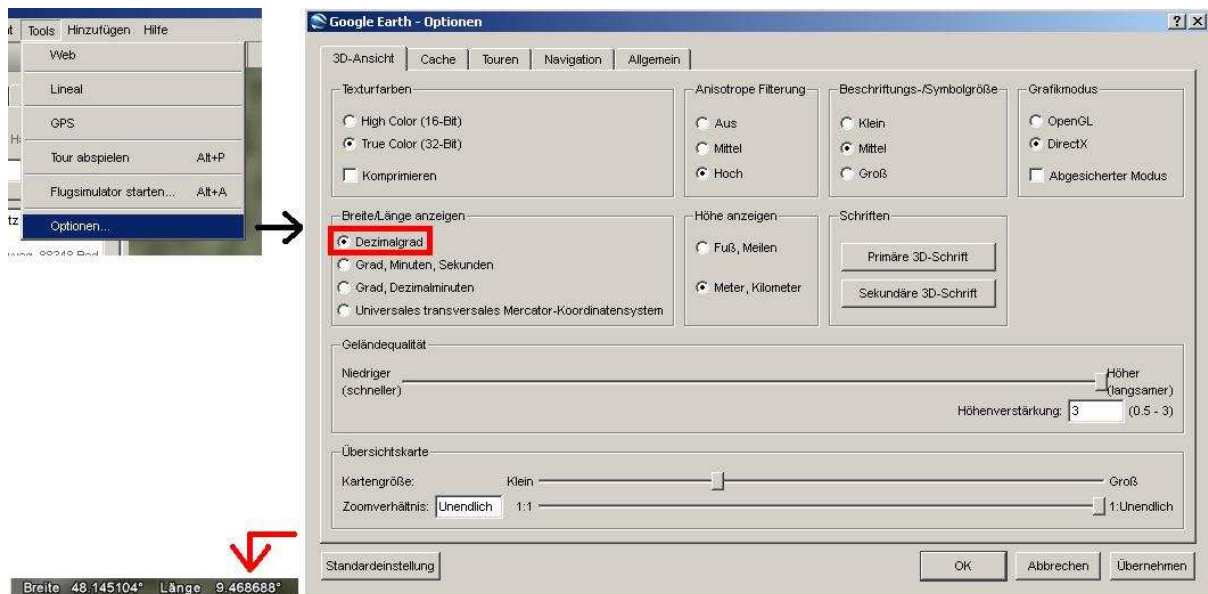 Tools Hinzufügen Hilfe
Web
Lineal
GPS
Tour abspielen Alt+P
Flugsimulator starten... Alt+A
Optionen...
Google Earth - Optionen
3D-Ansicht Cache Touren Navigation Allgemein
Texturfarben
High Color (16-Bit)
True Color (32-Bit)
Komprimieren
Anisotrope Filterung
Aus
Mittel
Hoch
Beschriftungs-/Symbolgröße
Klein
Mittel
Groß
Grafikmodus
OpenGL
DirectX
Abgesicherter Modus
Breite/Länge anzeigen
Dezimalgrad
Grad, Minuten, Sekunden
Grad, Dezimalminuten
Universales transversales Mercator-Koordinatensystem
Höhe anzeigen
Fuß, Meilen
Meter, Kilometer
Schriften
Primäre 3D-Schrift
Sekundäre 3D-Schrift
Geländequalität
Niedriger
(schneller)
Höher
(langsamer)
Höhenverstärkung: 3 (0.5 - 3)
Übersichtskarte
Kartengröße: Klein Groß
Zoomverhältnis: Unendlich 1:1 1:Unendlich
Standardeinstellung OK Abbrechen Übernehmen
Breite 48.145104° Länge 9.468688°